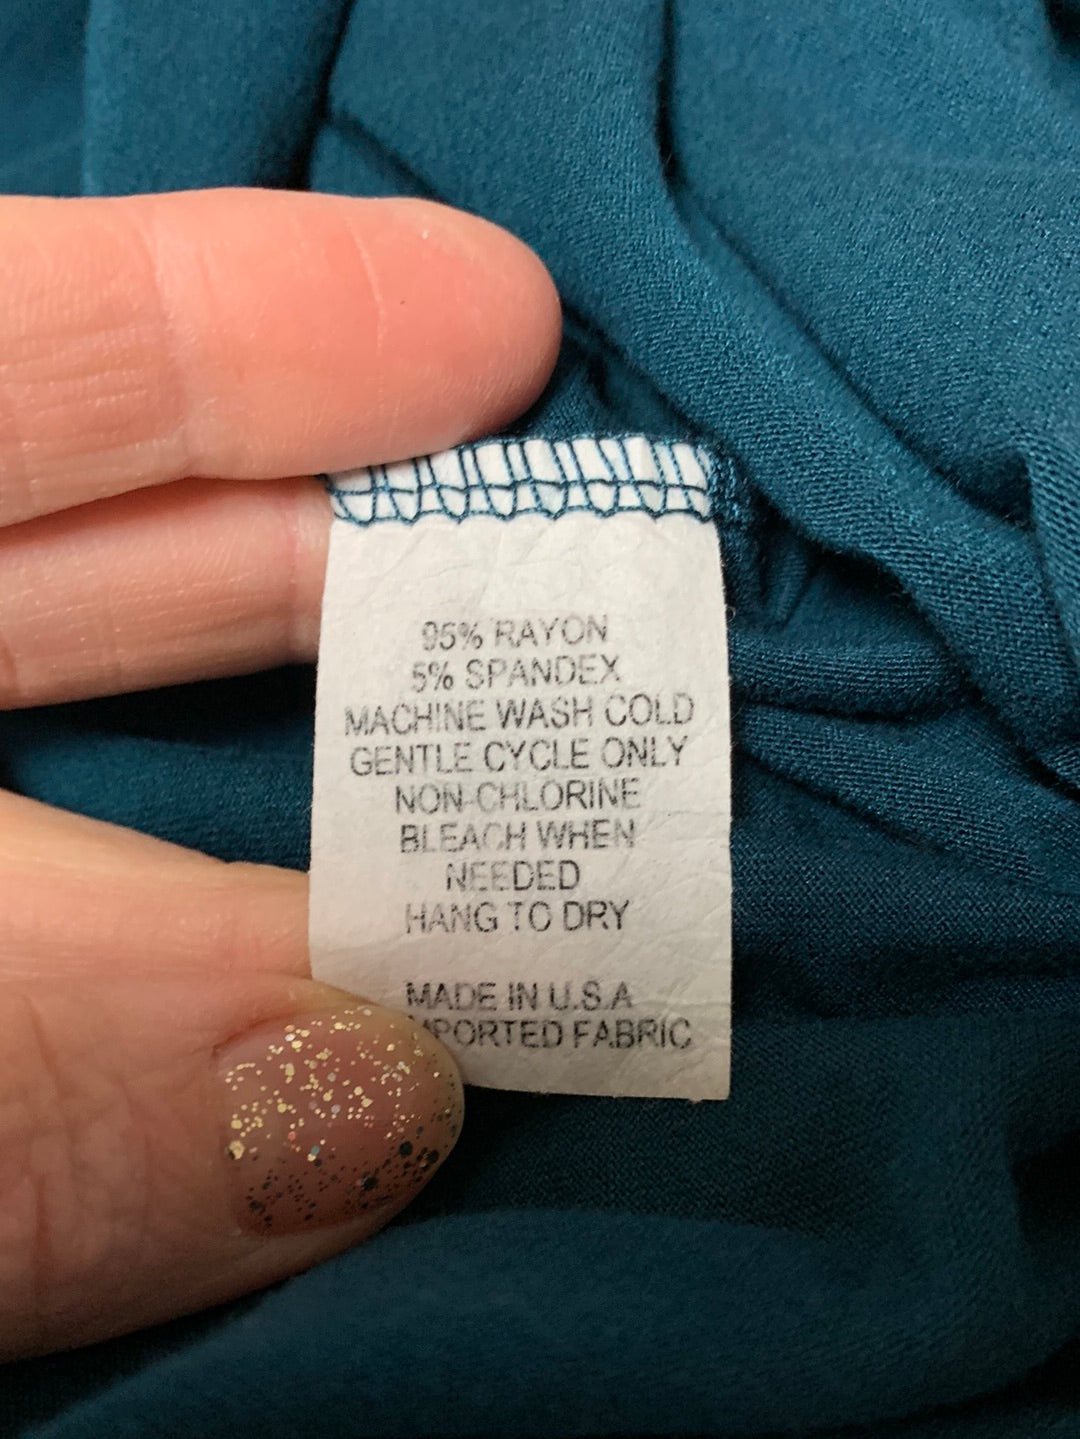 95% RAYON
5% SPANDEX
MACHINE WASH COLD
GENTLE CYCLE ONLY
NON-CHLORINE
BLEACH WHEN
NEEDED
HANG TO DRY
MADE IN U.S.A
IMPORTED FABRIC